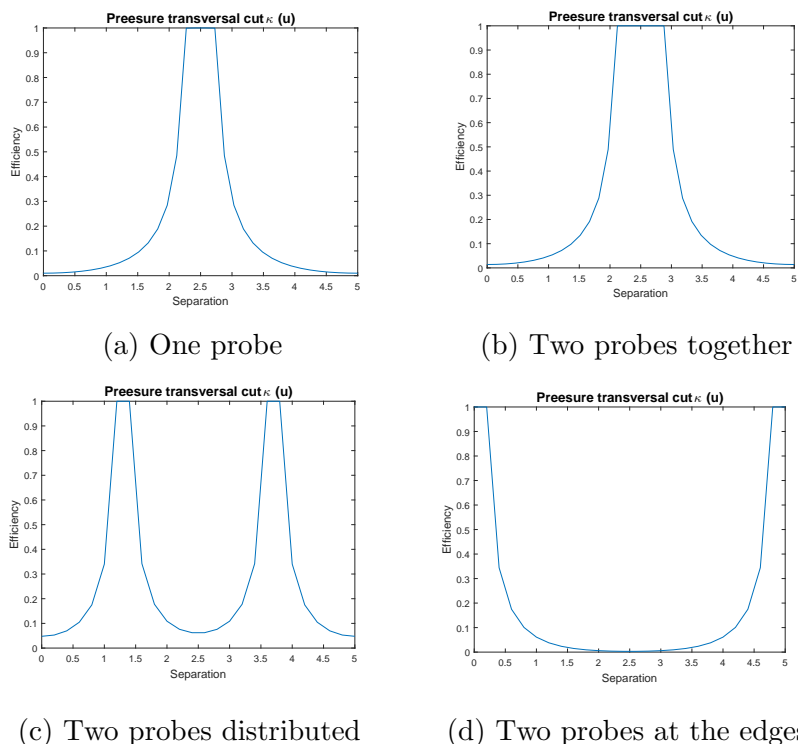 Preesure transversal cut κ (u)
1
0.9
0.8
0.7
0.6
0.5
0.4
0.3
0.2
0.1
0
Efficiency
0 0.5 1 1.5 2 2.5 3 3.5 4 4.5 5
Separation
(a) One probe
Preesure transversal cut κ (u)
1
0.9
0.8
0.7
0.6
0.5
0.4
0.3
0.2
0.1
0
Efficiency
0 0.5 1 1.5 2 2.5 3 3.5 4 4.5 5
Separation
(b) Two probes together
Preesure transversal cut κ (u)
1
0.9
0.8
0.7
0.6
0.5
0.4
0.3
0.2
0.1
0
Efficiency
0 0.5 1 1.5 2 2.5 3 3.5 4 4.5 5
Separation
(c) Two probes distributed
Preesure transversal cut κ (u)
1
0.9
0.8
0.7
0.6
0.5
0.4
0.3
0.2
0.1
0
Efficiency
0 0.5 1 1.5 2 2.5 3 3.5 4 4.5 5
Separation
(d) Two probes at the edges